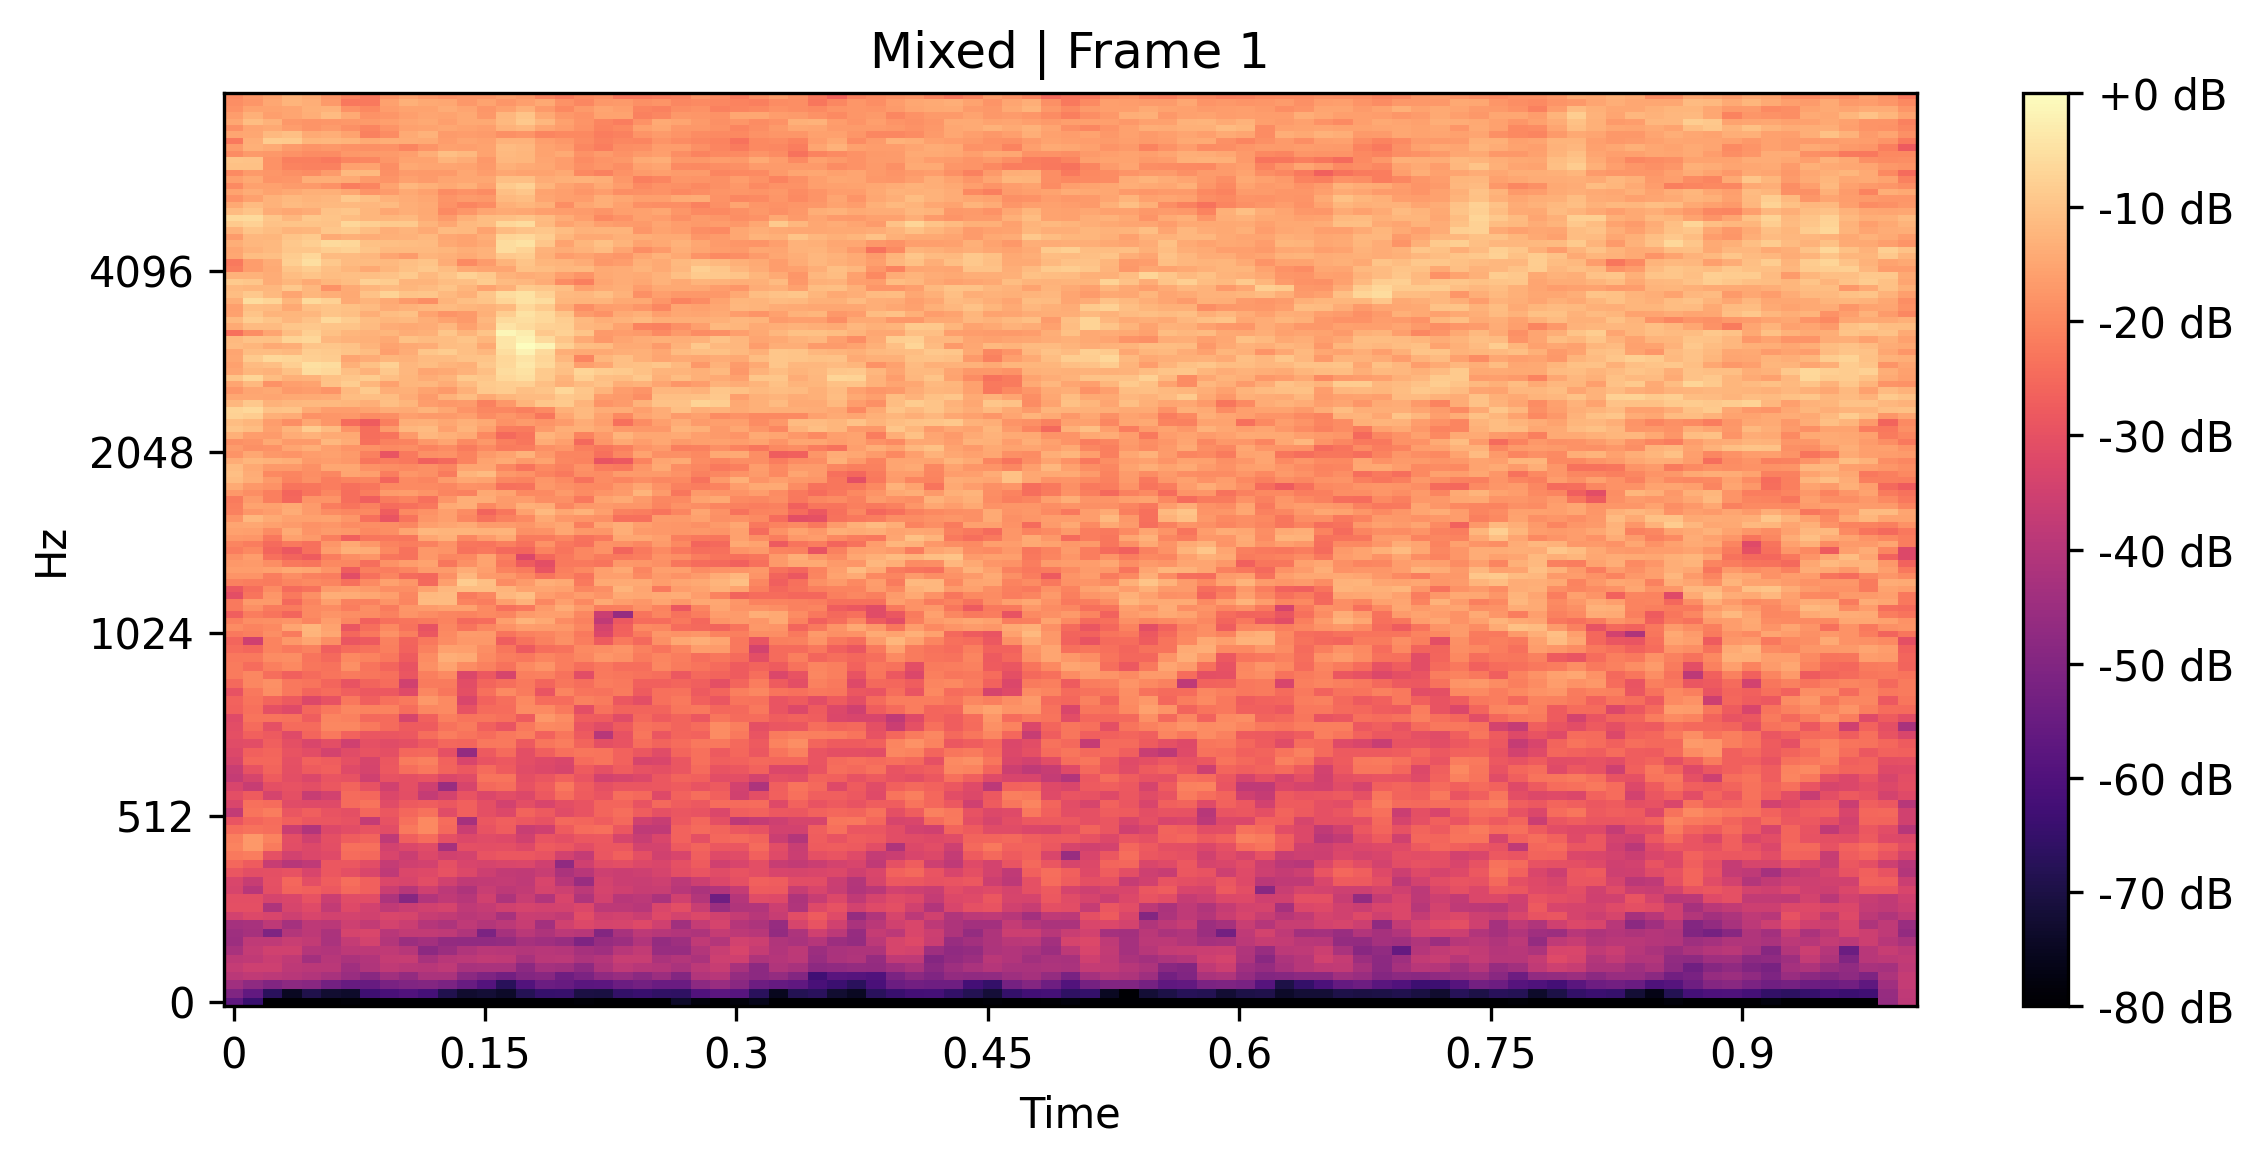 Mixed | Frame 1
+0 dB
-10 dB
-20 dB
-30 dB
-40 dB
-50 dB
-60 dB
-70 dB
-80 dB
Hz
4096
2048
1024
512
0
0 0.15 0.3 0.45 0.6 0.75 0.9
Time